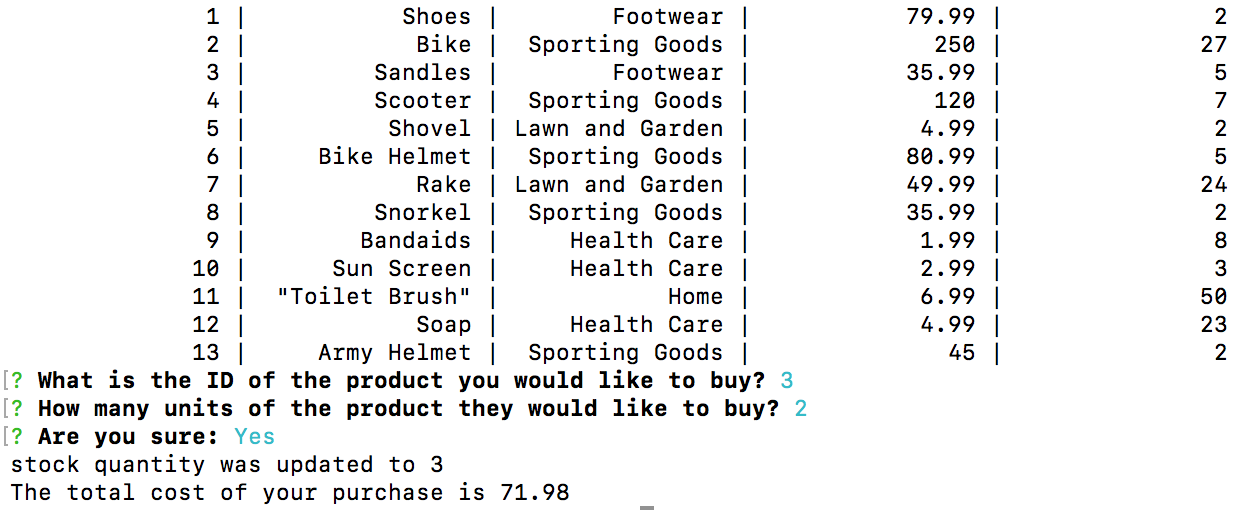 1 | Shoes | Footwear | 79.99 | 2
2 | Bike | Sporting Goods | 250 | 27
3 | Sandles | Footwear | 35.99 | 5
4 | Scooter | Sporting Goods | 120 | 7
5 | Shovel | Lawn and Garden | 4.99 | 2
6 | Bike Helmet | Sporting Goods | 80.99 | 5
7 | Rake | Lawn and Garden | 49.99 | 24
8 | Snorkel | Sporting Goods | 35.99 | 2
9 | Bandaids | Health Care | 1.99 | 8
10 | Sun Screen | Health Care | 2.99 | 3
11 | "Toilet Brush" | Home | 6.99 | 50
12 | Soap | Health Care | 4.99 | 23
13 | Army Helmet | Sporting Goods | 45 | 2
[? What is the ID of the product you would like to buy? 3
[? How many units of the product they would like to buy? 2
[? Are you sure: Yes
stock quantity was updated to 3
The total cost of your purchase is 71.98